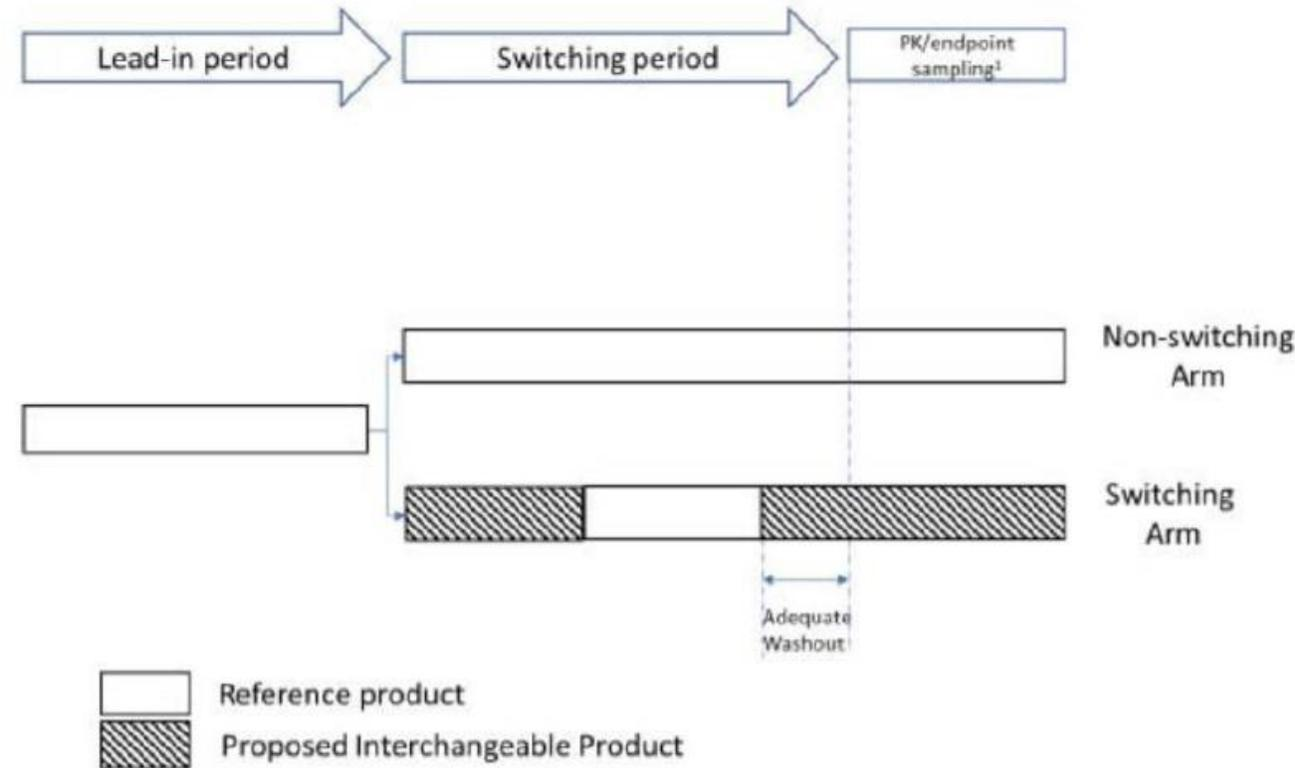 Lead-in period
Switching period
PK/endpoint
sampling¹
Non-switching
Arm
Switching
Arm
Adequate
Washout
Reference product
Proposed Interchangeable Product